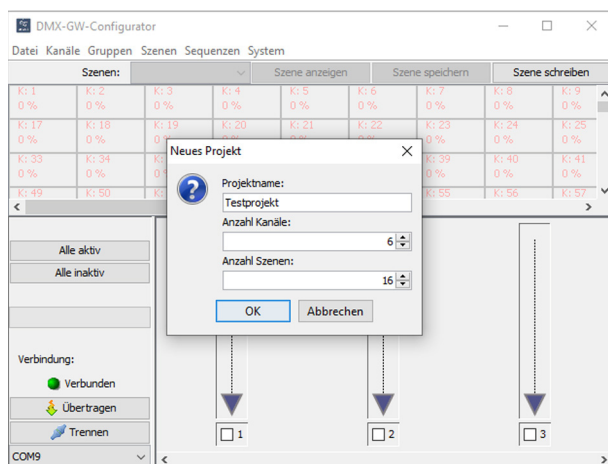 DMX-GW-Configurator
Datei Kanäle Gruppen Szenen Sequenzen System
Szenen: Szene anzeigen Szene speichern Szene schreiben
K: 1 K: 2 K: 3 K: 4 K: 5 K: 6 K: 7 K: 8 K: 9
0 % 0 % 0 % 0 % 0 % 0 % 0 % 0 % 0 %
K: 17 K: 18 K: 19 K: 20 K: 21 K: 22 K: 23 K: 24 K: 25
0 % 0 % 0 % 0 % 0 %
K: 33 K: 34 K: 39 K: 40 K: 41
0 % 0 % 0 % 0 % 0 %
K: 49 K: 50 K: 55 K: 56 K: 57
Neues Projekt
Projektname:
Testprojekt
Anzahl Kanäle:
6
Anzahl Szenen:
16
OK Abbrechen
Alle aktiv
Alle inaktiv
Verbindung:
Verbunden
Übertragen
Trennen
COM9
1 2 3